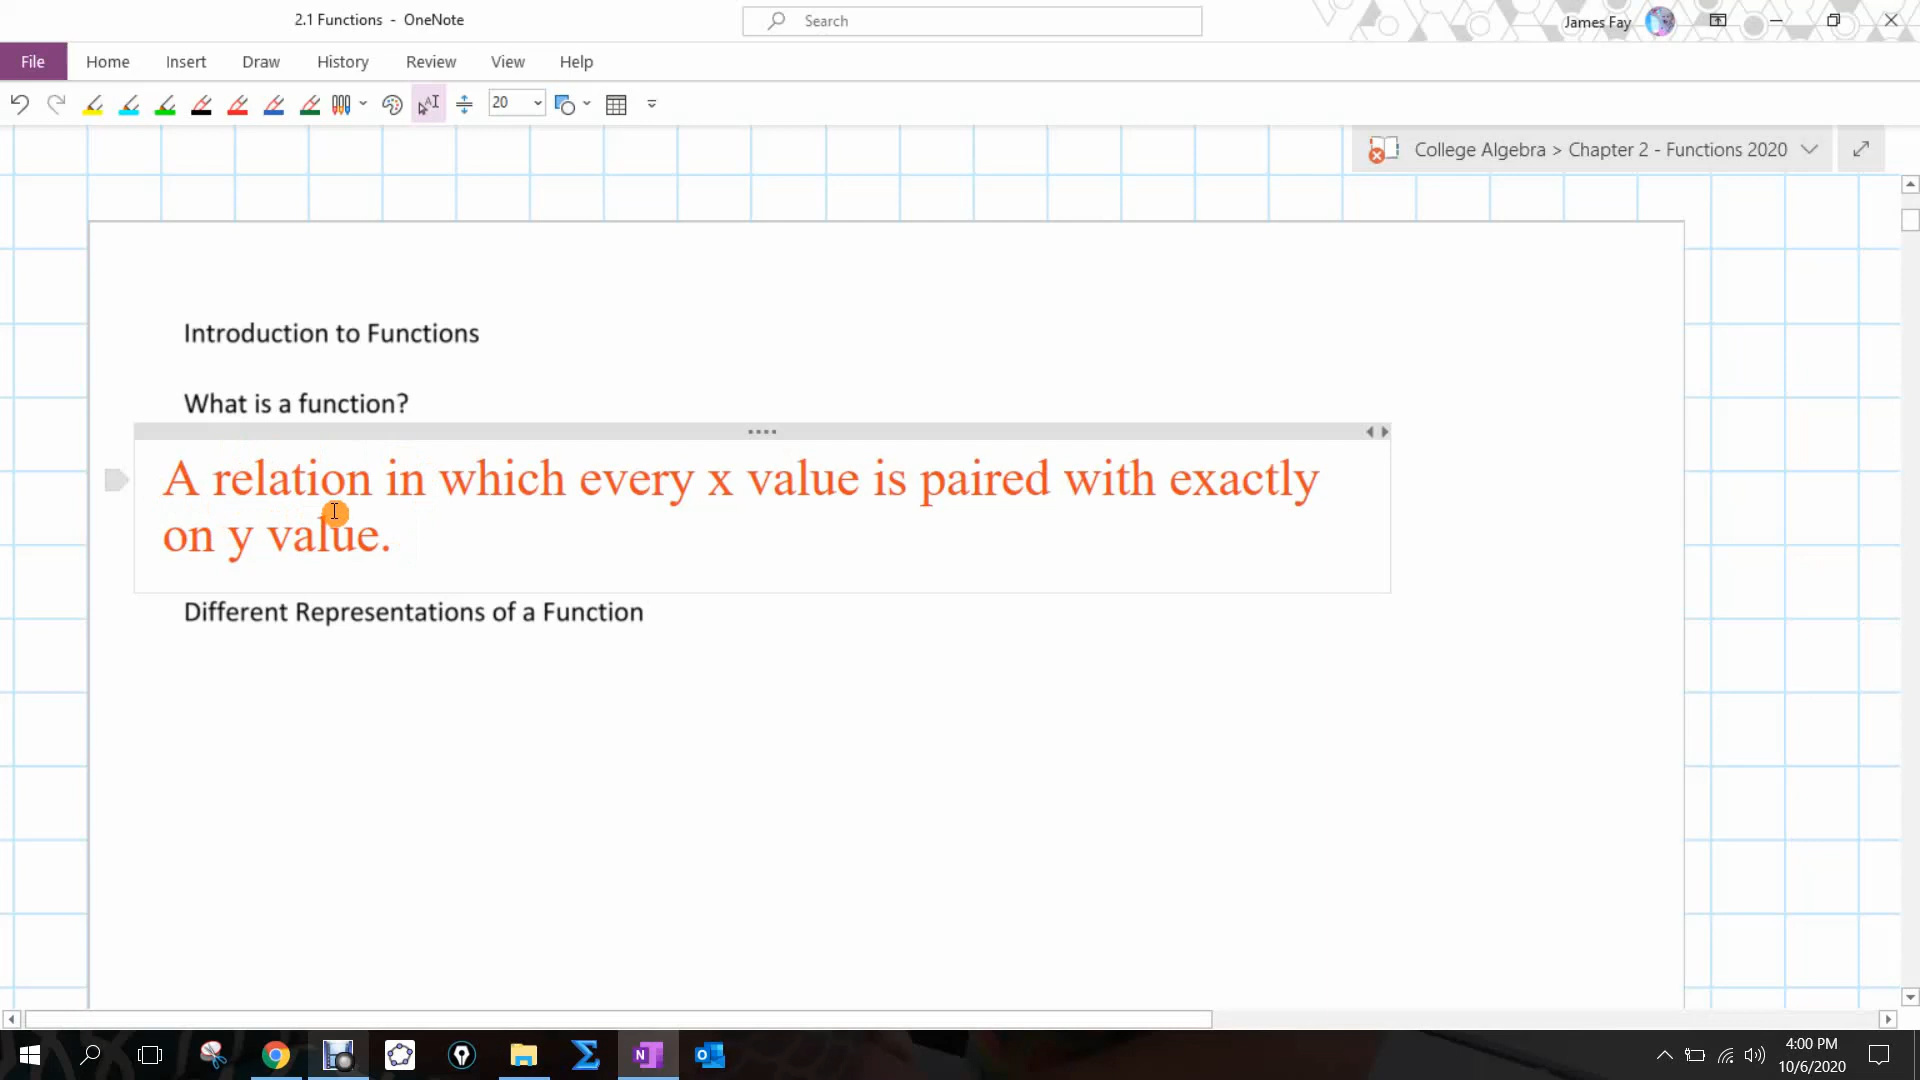 2.1 Functions - OneNote
Search
James Fay
File Home Insert Draw History Review View Help
20
College Algebra > Chapter 2 - Functions 2020
Introduction to Functions
What is a function?
A relation in which every x value is paired with exactly
on y value.
Different Representations of a Function
4:00 PM
10/6/2020